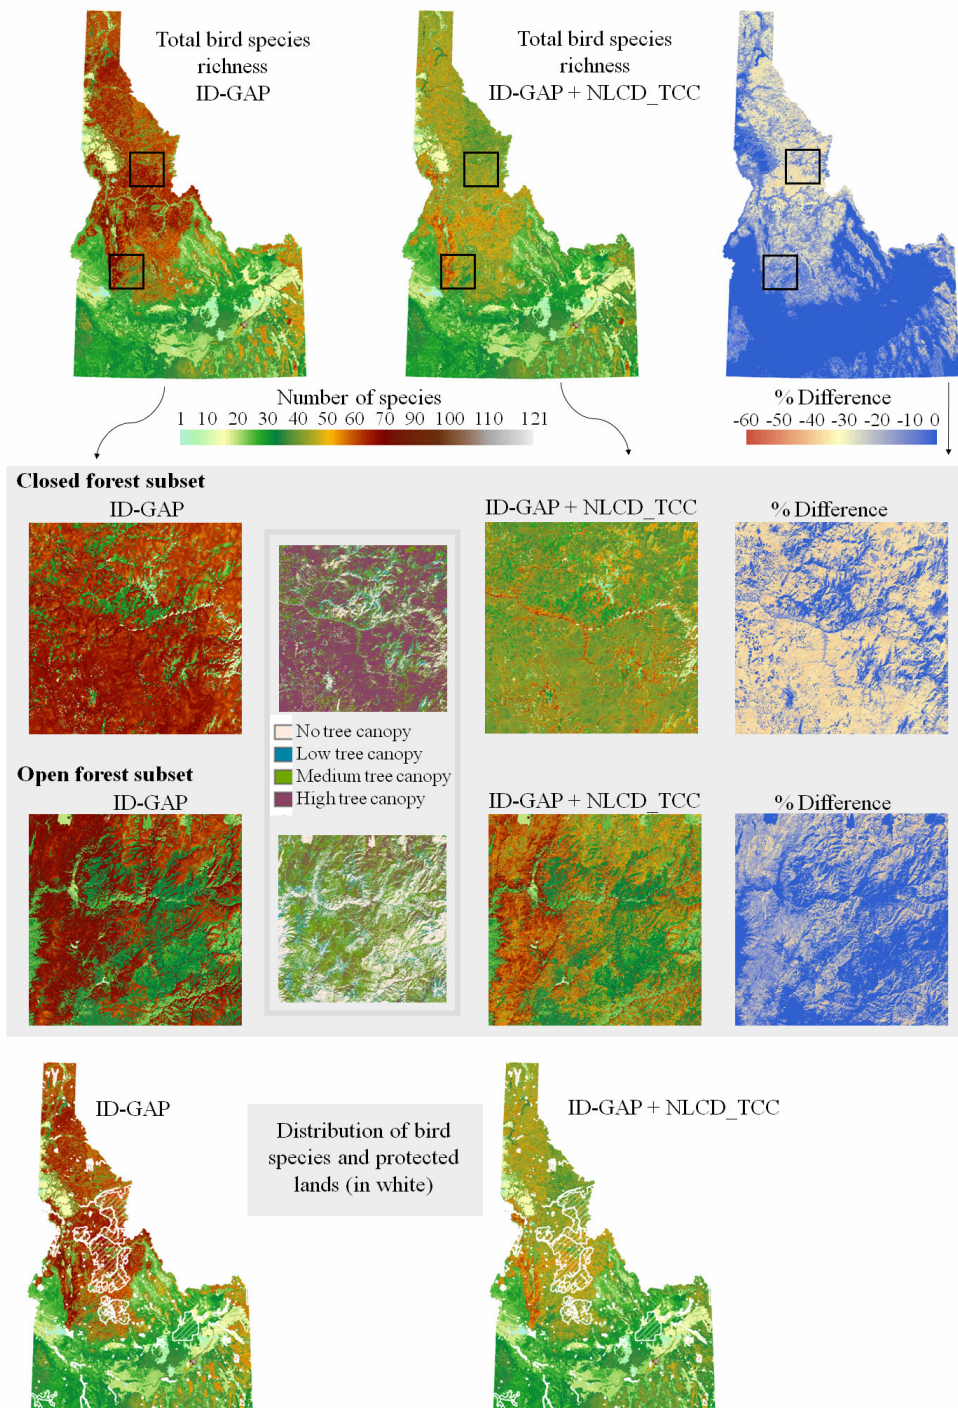 Total bird species
richness
ID-GAP
Total bird species
richness
ID-GAP + NLCD_TCC
Number of species
1 10 20 30 40 50 60 70 80 90 100 110 121
% Difference
-60 -50 -40 -30 -20 -10 0
Closed forest subset
ID-GAP
ID-GAP + NLCD_TCC
% Difference
No tree canopy
Low tree canopy
Medium tree canopy
High tree canopy
Open forest subset
ID-GAP
ID-GAP + NLCD_TCC
% Difference
ID-GAP
Distribution of bird
species and protected
lands (in white)
ID-GAP + NLCD_TCC